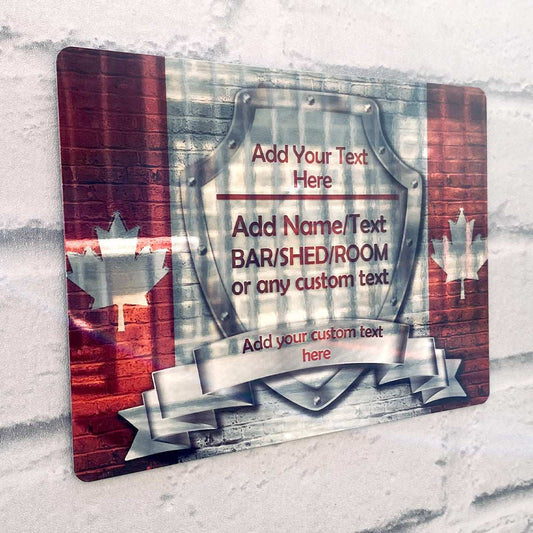 Add Your Text
Here
Add Name/Text
BAR/SHED/ROOM
or any custom text
Add your custom text
here